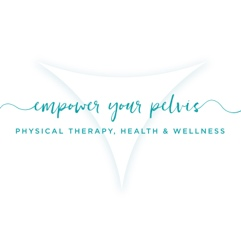 empower your pelvis
PHYSICAL THERAPY, HEALTH & WELLNESS